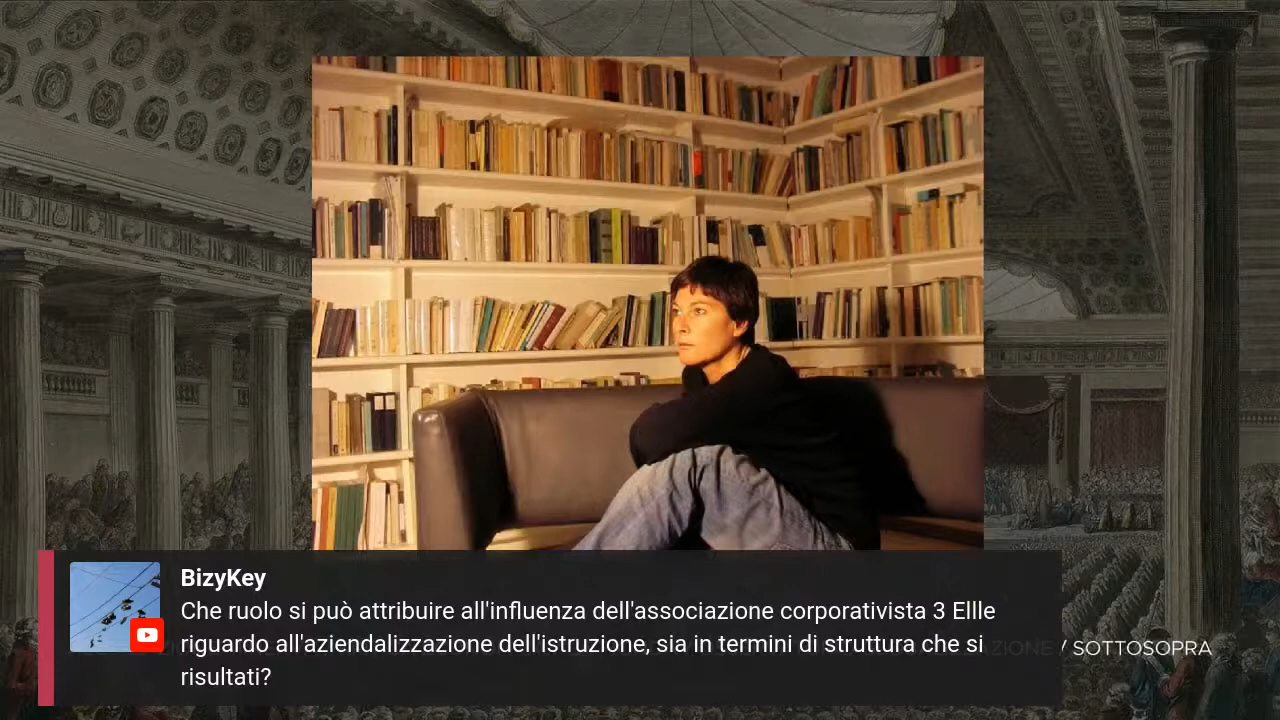 BizyKey
Che ruolo si può attribuire all'influenza dell'associazione corporativista 3 Ellle
riguardo all'aziendalizzazione dell'istruzione, sia in termini di struttura che si
ZIONE / SOTTOSOPRA
risultati?